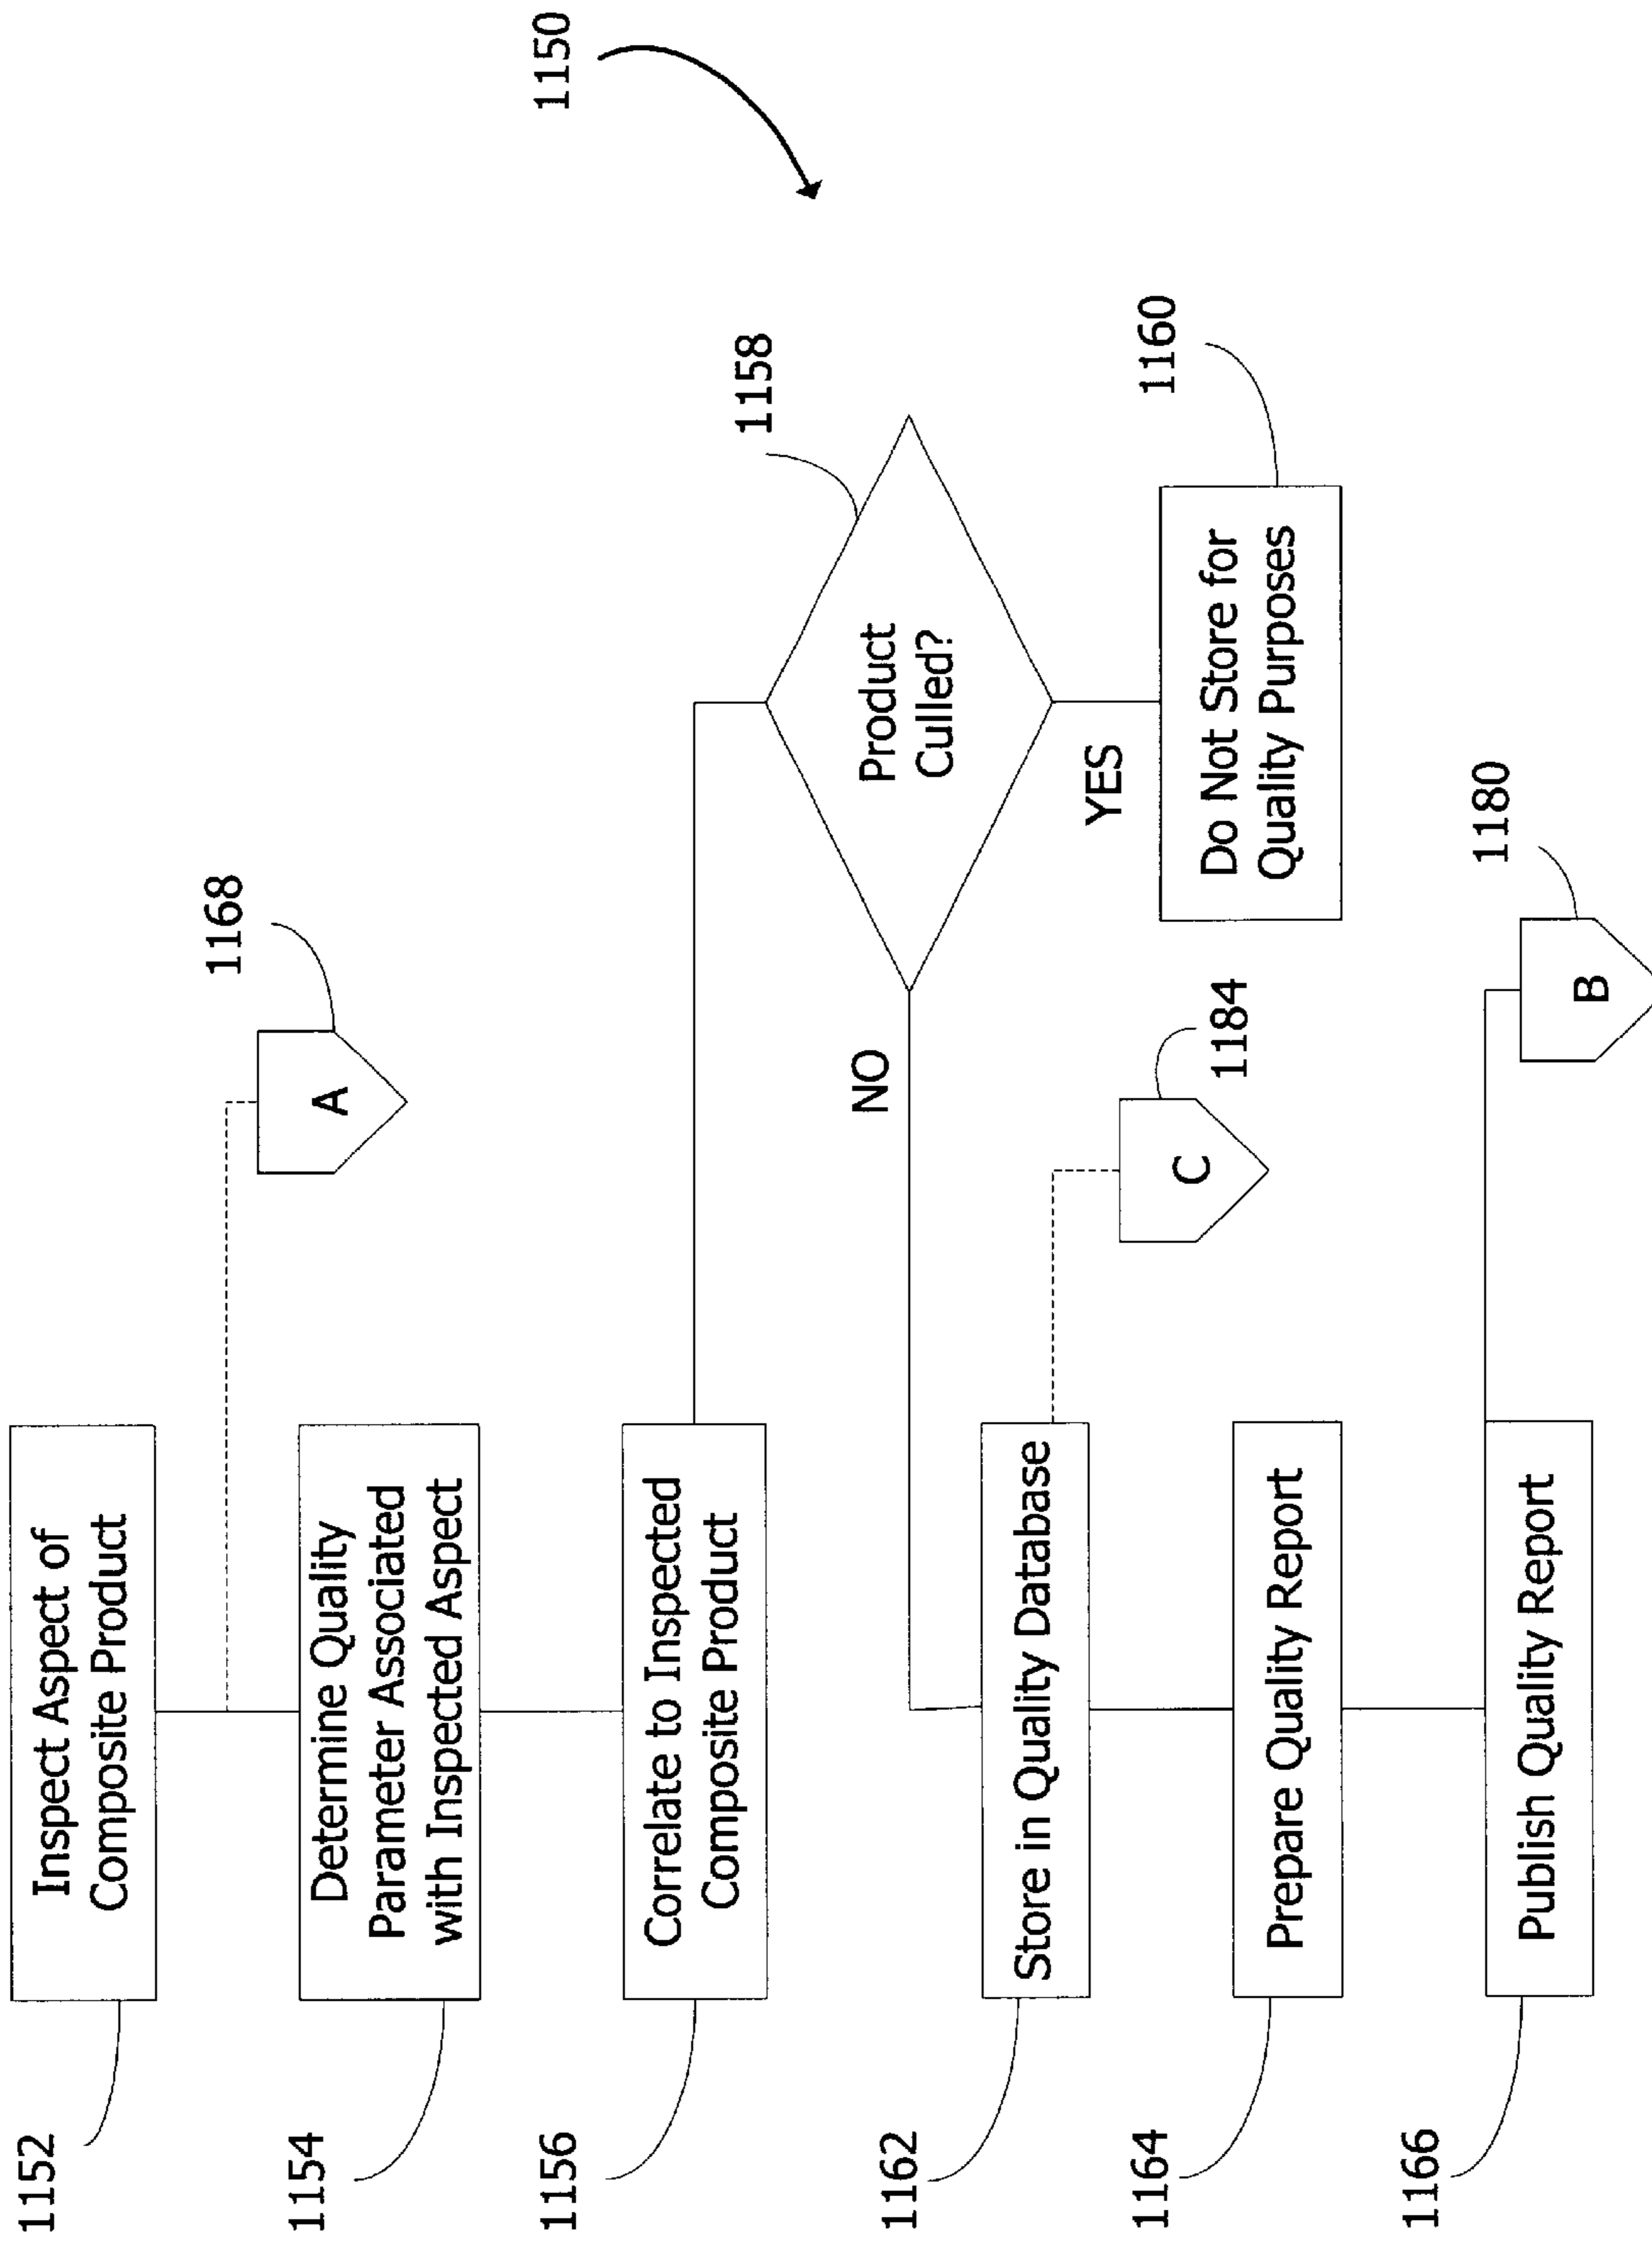 1150
1152
Inspect Aspect of
Composite Product
1168
A
1154
Determine Quality
Parameter Associated
with Inspected Aspect
1156
Correlate to Inspected
Composite Product
1158
Product
Culled?
NO
YES
1160
Do Not Store for
Quality Purposes
1162
Store in Quality Database
C
1184
1164
Prepare Quality Report
1166
Publish Quality Report
1180
B